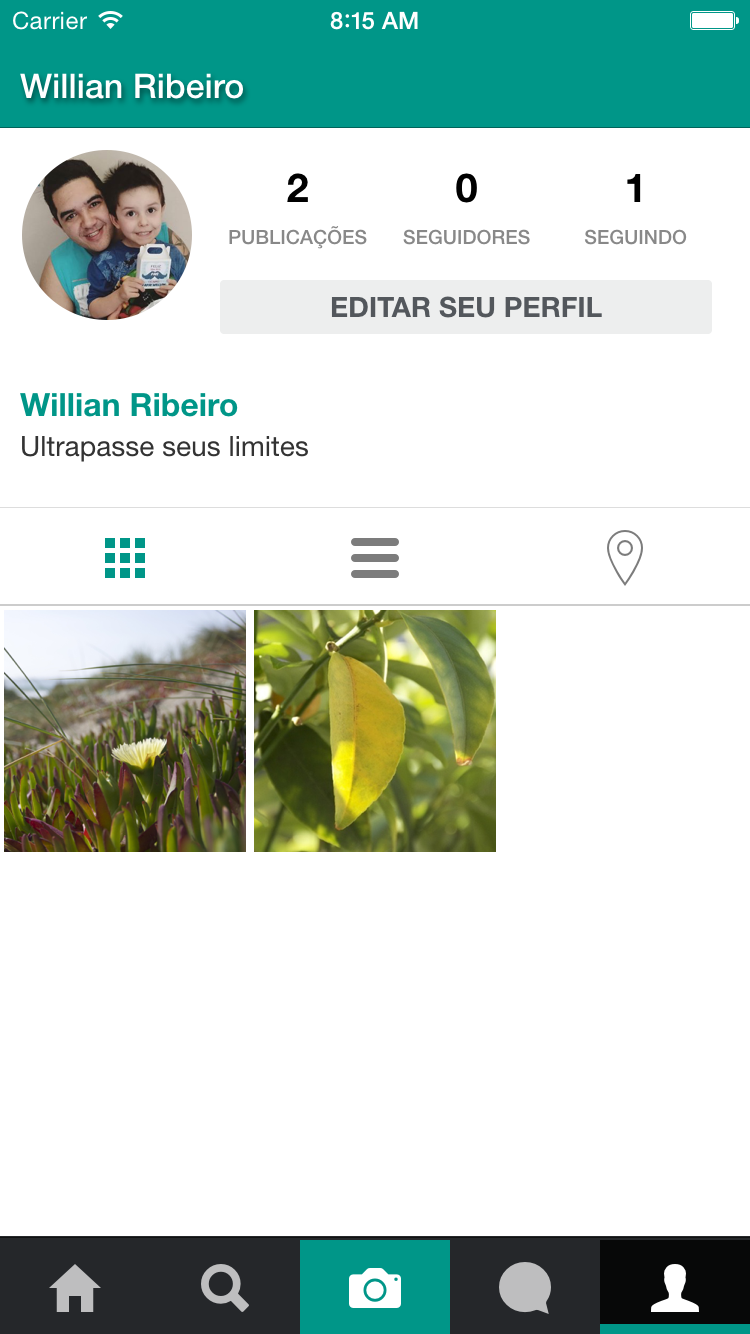 Carrier 8:15 AM
Willian Ribeiro
2 0 1
PUBLICAÇÕES SEGUIDORES SEGUINDO
EDITAR SEU PERFIL
Willian Ribeiro
Ultrapasse seus limites